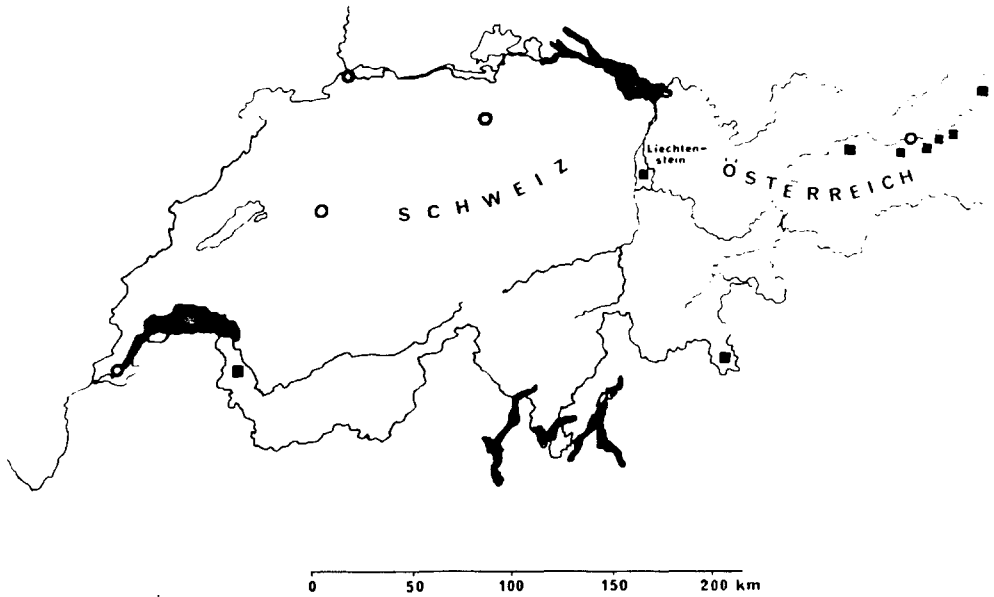 Liechten-
stein
SCHWEIZ
ÖSTERREICH
0 50 100 150 200 km